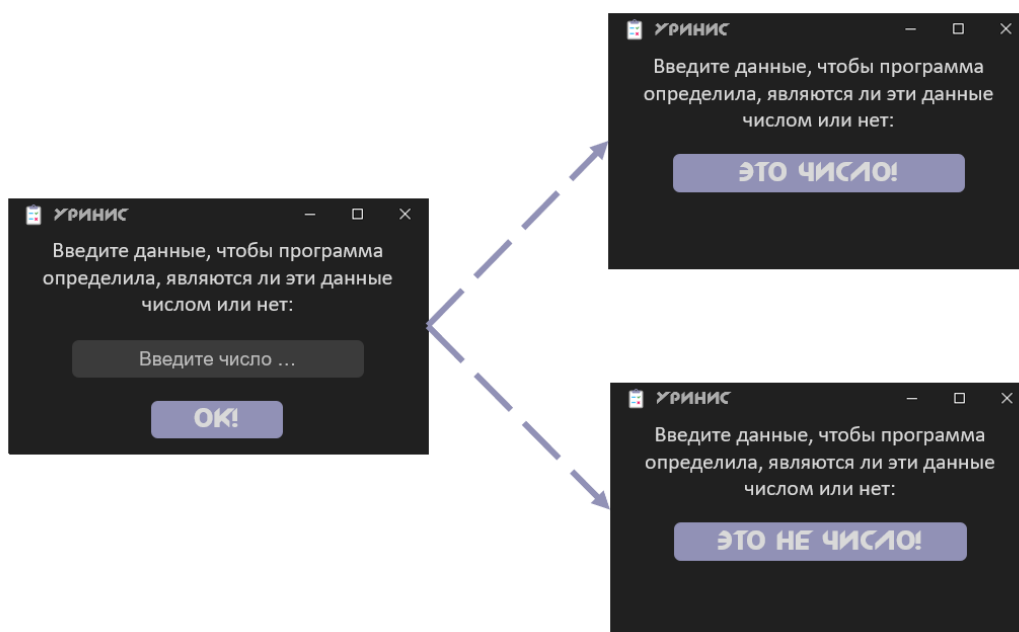 УРИНИС
Введите данные, чтобы программа
определила, являются ли эти данные
числом или нет:
Введите число ...
ОК!
УРИНИС
Введите данные, чтобы программа
определила, являются ли эти данные
числом или нет:
ЭТО ЧИСЛО!
УРИНИС
Введите данные, чтобы программа
определила, являются ли эти данные
числом или нет:
ЭТО НЕ ЧИСЛО!